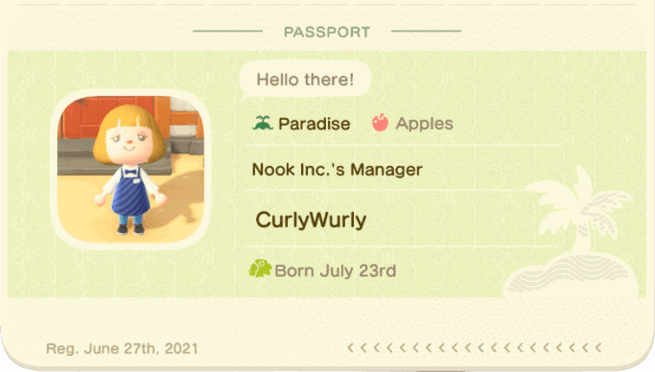 PASSPORT
Hello there!
Paradise Apples
Nook Inc.'s Manager
CurlyWurly
Born July 23rd
Reg. June 27th, 2021 <<<<<<<<<<<<<<<<<<<<